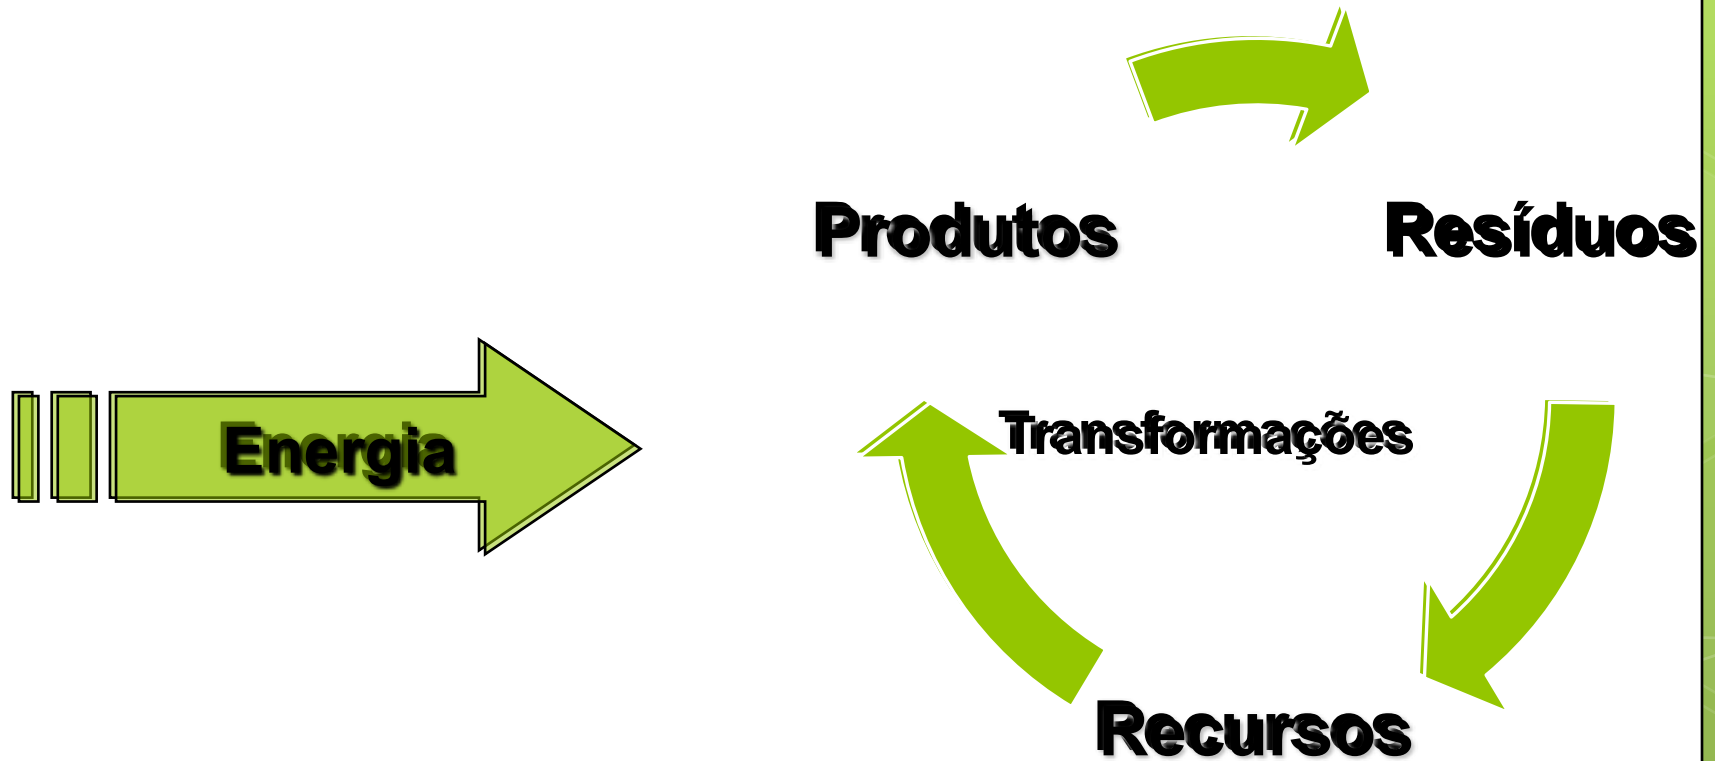 Produtos
Resíduos
Energia
Transformações
Recursos